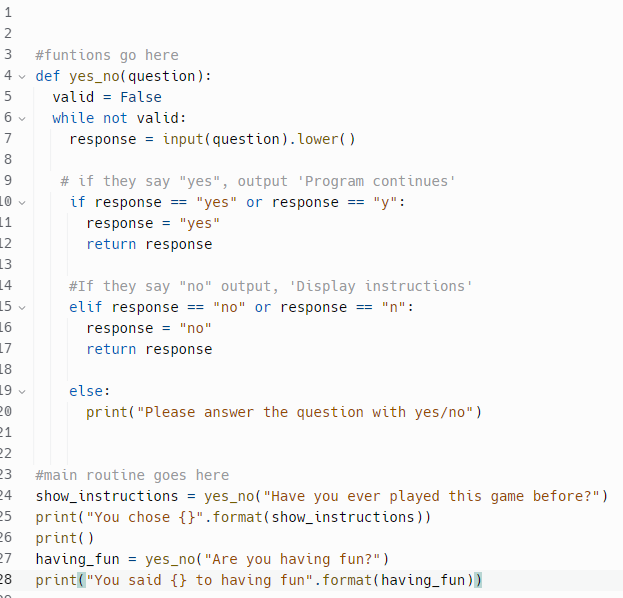 1
2
3 #funtions go here
4 def yes_no(question):
5 valid = False
6 while not valid:
7 response = input(question).lower()
8
9 # if they say "yes", output 'Program continues'
10 if response == "yes" or response == "y":
11 response = "yes"
12 return response
13
14 #If they say "no" output, 'Display instructions'
15 elif response == "no" or response == "n":
16 response = "no"
17 return response
18
19 else:
20 print("Please answer the question with yes/no")
21
22
23 #main routine goes here
24 show_instructions = yes_no("Have you ever played this game before?")
25 print("You chose {}".format(show_instructions))
26 print()
27 having_fun = yes_no("Are you having fun?")
28 print("You said {} to having fun".format(having_fun))